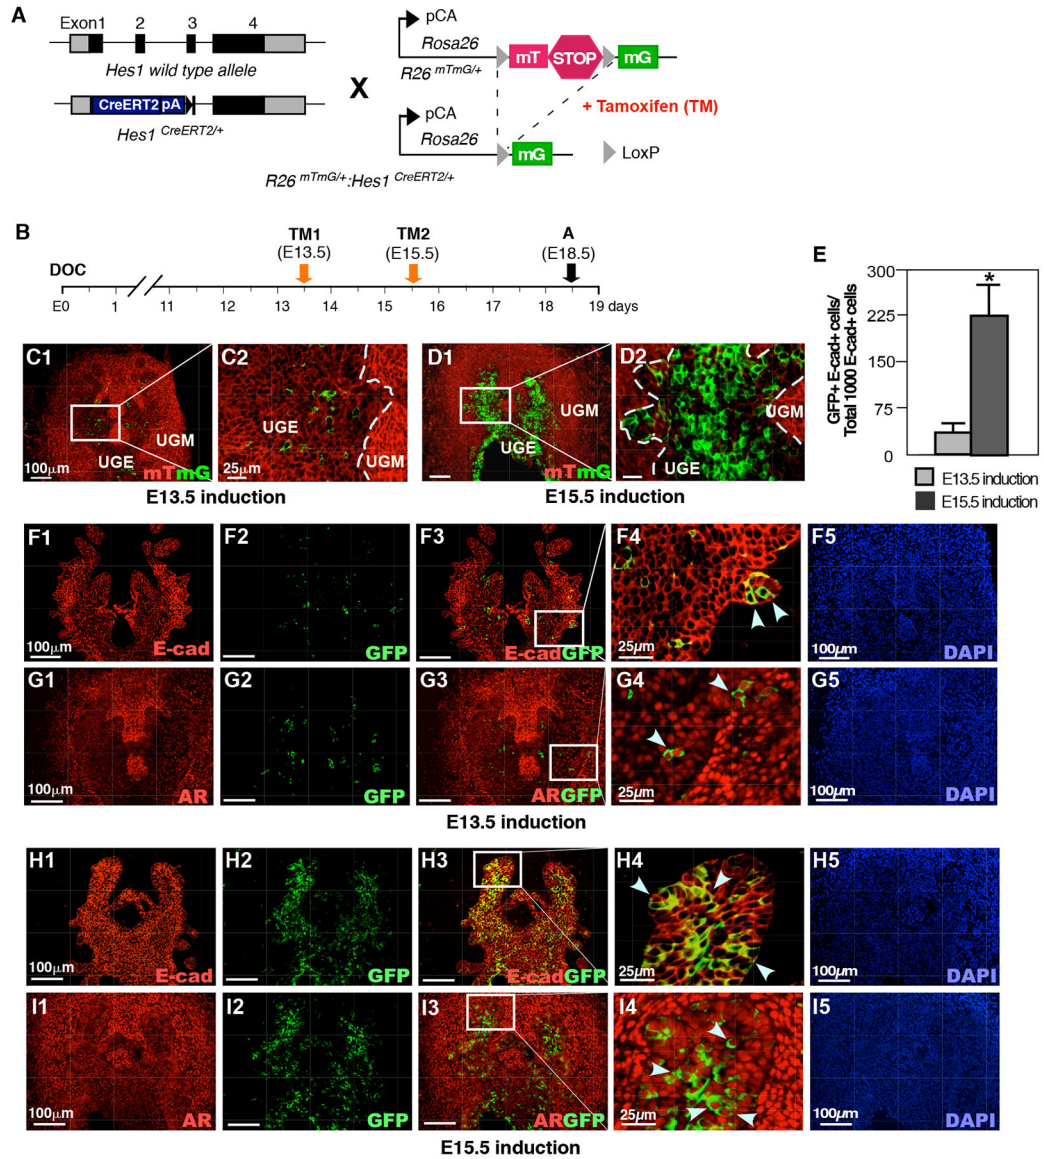 A
Exon1 2 3 4
Hes1 wild type allele
CreERT2 pA
Hes1 CreERT2/+
X
pCA
Rosa26
R26 mTmG/+
mT STOP mG
+ Tamoxifen (TM)
pCA
Rosa26
mG
LoxP
R26 mTmG/+:Hes1 CreERT2/+
B
TM1 TM2 A
(E13.5) (E15.5) (E18.5)
DOC
E0 1 11 12 13 14 15 16 17 18 19 days
E
GFP+ E-cad+ cells/
Total 1000 E-cad+ cells
300
225
150
75
0
*
E13.5 induction
E15.5 induction
C1
UGM
UGE
100μm
mTmG
C2
UGE
UGM
25μm
E13.5 induction
D1
UGM
UGE
mTmG
D2
UGM
UGE
E15.5 induction
F1
100μm
E-cad
F2
GFP
F3
E-cadGFP
F4
25μm
F5
100μm
DAPI
G1
100μm
AR
G2
GFP
G3
ARGFP
G4
25μm
G5
100μm
DAPI
E13.5 induction
H1
100μm
E-cad
H2
GFP
H3
E-cadGFP
H4
25μm
H5
100μm
DAPI
I1
100μm
AR
I2
GFP
I3
ARGFP
I4
25μm
I5
100μm
DAPI
E15.5 induction